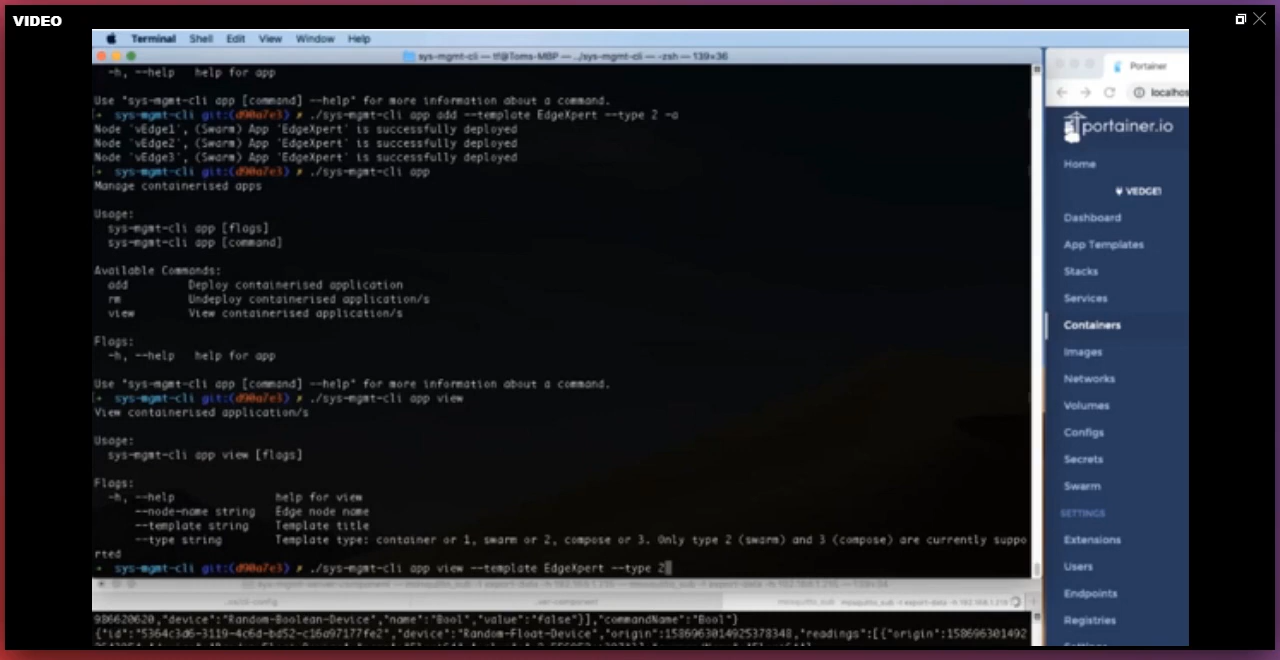 VIDEO
Terminal Shell Edit View Window Help
sys-mgmt-cli — tf@Toms-MBP — ../sys-mgmt-cli — -zsh — 139×36
-h, --help help for app
Use "sys-mgmt-cli app [command] --help" for more information about a command.
→ sys-mgmt-cli git:(d90a7e3) ✗ ./sys-mgmt-cli app add --template EdgeXpert --type 2 -a
Node 'vEdge1', (Swarm) App 'EdgeXpert' is successfully deployed
Node 'vEdge2', (Swarm) App 'EdgeXpert' is successfully deployed
Node 'vEdge3', (Swarm) App 'EdgeXpert' is successfully deployed
→ sys-mgmt-cli git:(d90a7e3) ✗ ./sys-mgmt-cli app
Manage containerised apps
Usage:
sys-mgmt-cli app [flags]
sys-mgmt-cli app [command]
Available Commands:
add Deploy containerised application
rm Undeploy containerised application/s
view View containerised application/s
Flags:
-h, --help help for app
Use "sys-mgmt-cli app [command] --help" for more information about a command.
→ sys-mgmt-cli git:(d90a7e3) ✗ ./sys-mgmt-cli app view
View containerised application/s
Usage:
sys-mgmt-cli app view [flags]
Flags:
-h, --help help for view
--node-name string Edge node name
--template string Template title
--type string Template type: container or 1, swarm or 2, compose or 3. Only type 2 (swarm) and 3 (compose) are currently suppo
rted
→ sys-mgmt-cli git:(d90a7e3) ✗ ./sys-mgmt-cli app view --template EdgeXpert --type 2
986620620,"device":"Random-Boolean-Device","name":"Bool","value":"false"}],"commandName":"Bool"}
{"id":"5364c3d6-3119-4c6d-bd52-c16a97177fe2","device":"Random-Float-Device","origin":1586963014925378348,"readings":[{"origin":158696301492
Portainer
localhos
portainer.io
Home
VEDGE1
Dashboard
App Templates
Stacks
Services
Containers
Images
Networks
Volumes
Configs
Secrets
Swarm
SETTINGS
Extensions
Users
Endpoints
Registries